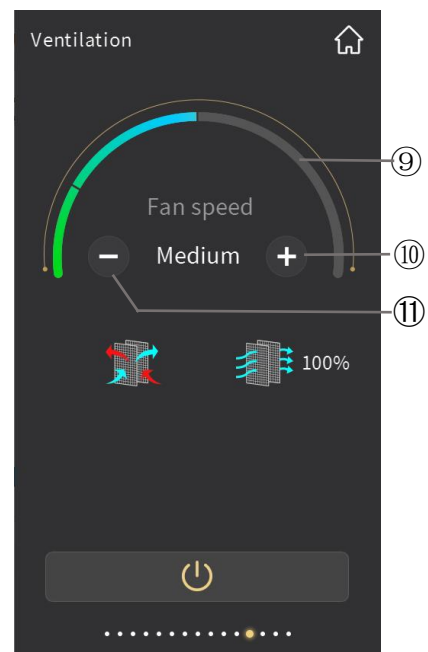 Ventilation
⑨
Fan speed
− Medium + ⑩
⑪
100%